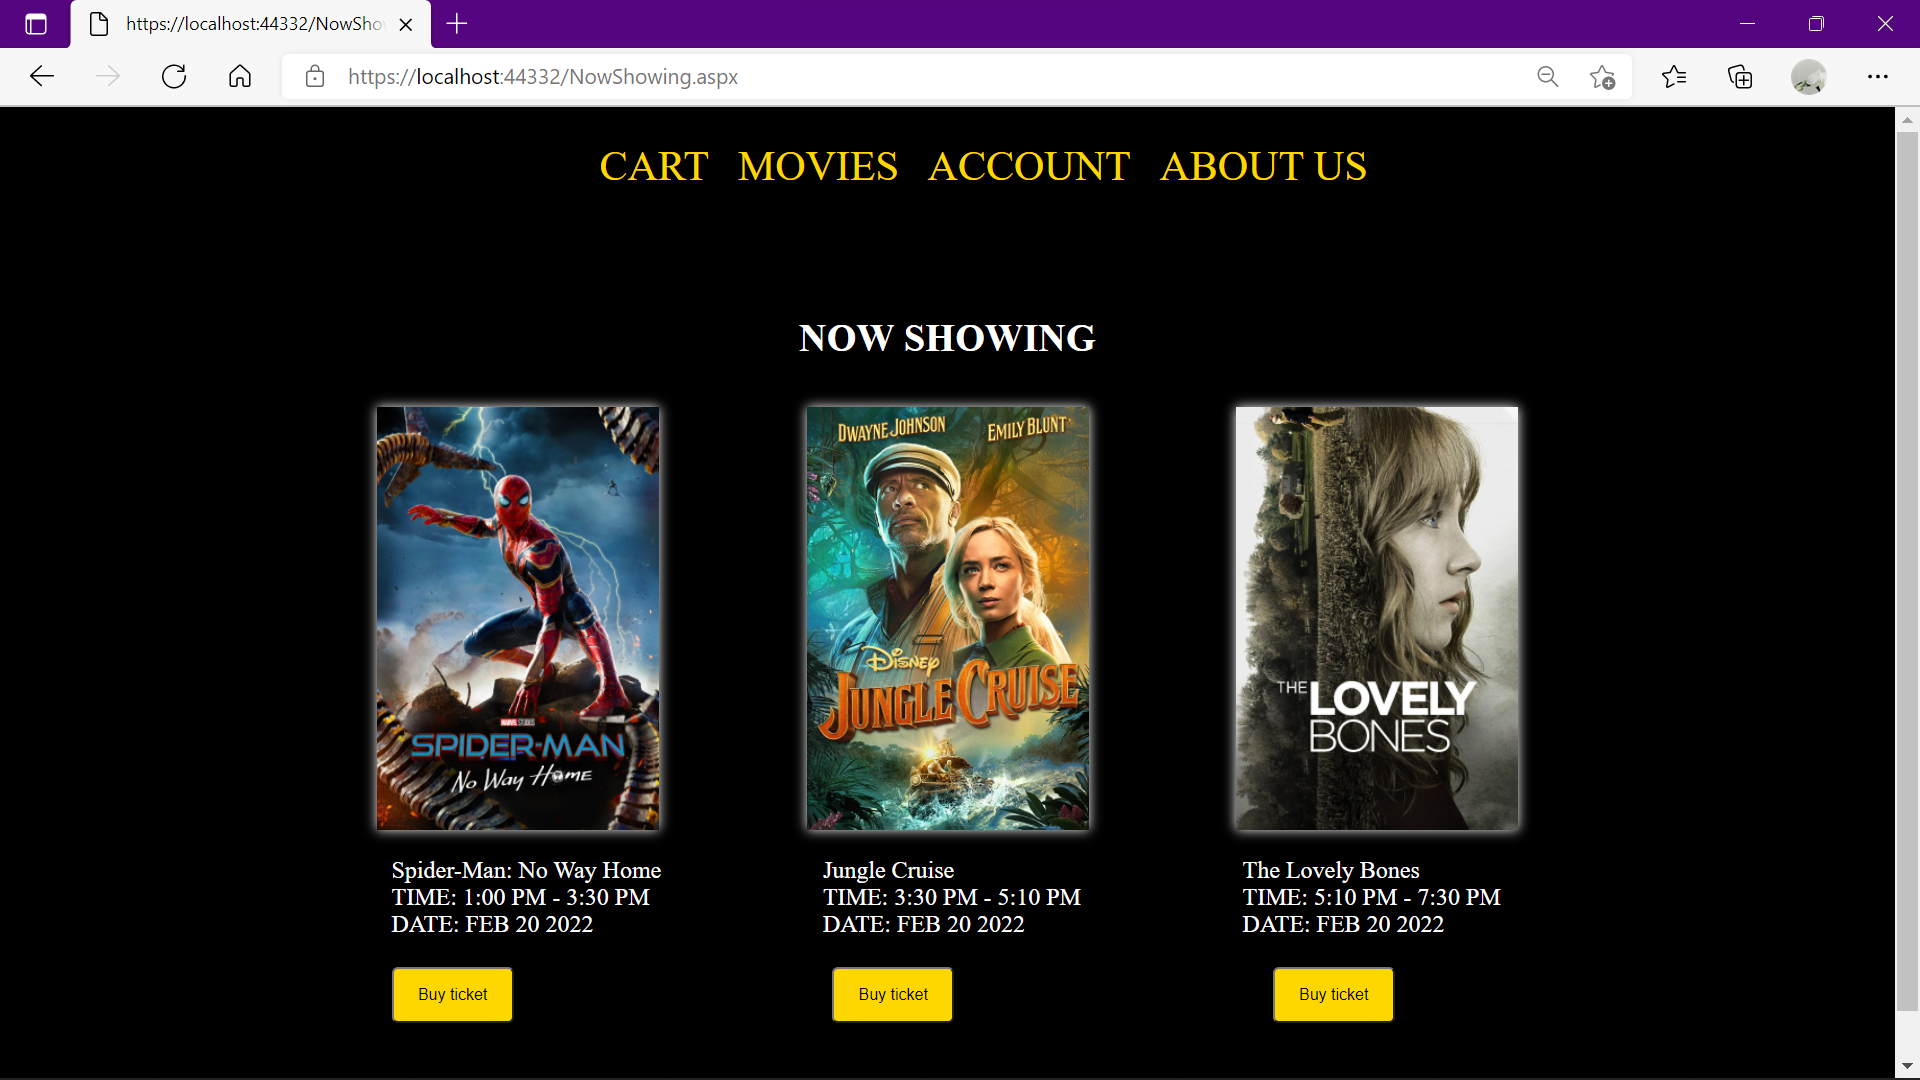 https://localhost:44332/NowSho
https://localhost:44332/NowShowing.aspx
CART MOVIES ACCOUNT ABOUT US
NOW SHOWING
MARVEL STUDIOS
SPIDER-MAN
No Way Home
DWAYNE JOHNSON EMILY BLUNT
Disney
JUNGLE CRUISE
THE LOVELY
BONES
Spider-Man: No Way Home
TIME: 1:00 PM - 3:30 PM
DATE: FEB 20 2022
Buy ticket
Jungle Cruise
TIME: 3:30 PM - 5:10 PM
DATE: FEB 20 2022
Buy ticket
The Lovely Bones
TIME: 5:10 PM - 7:30 PM
DATE: FEB 20 2022
Buy ticket